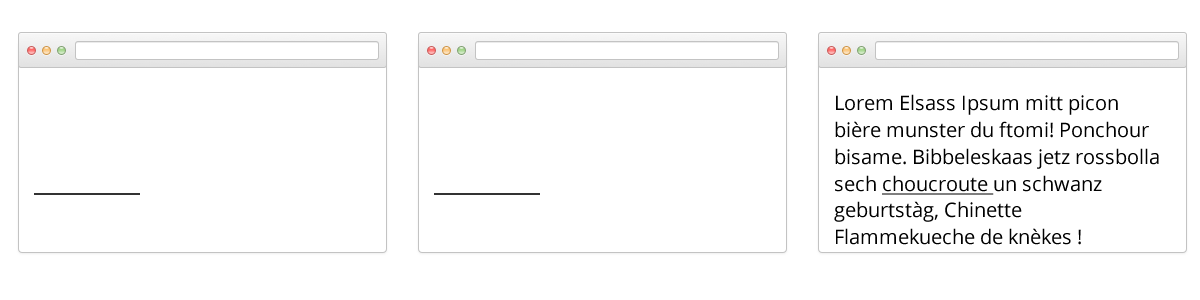 Lorem Elsass Ipsum mitt picon
bière munster du ftomi! Ponchour
bisame. Bibbeleskaas jetz rossbolla
sech choucroute un schwanz
geburtstàg, Chinette
Flammekueche de knèkes !